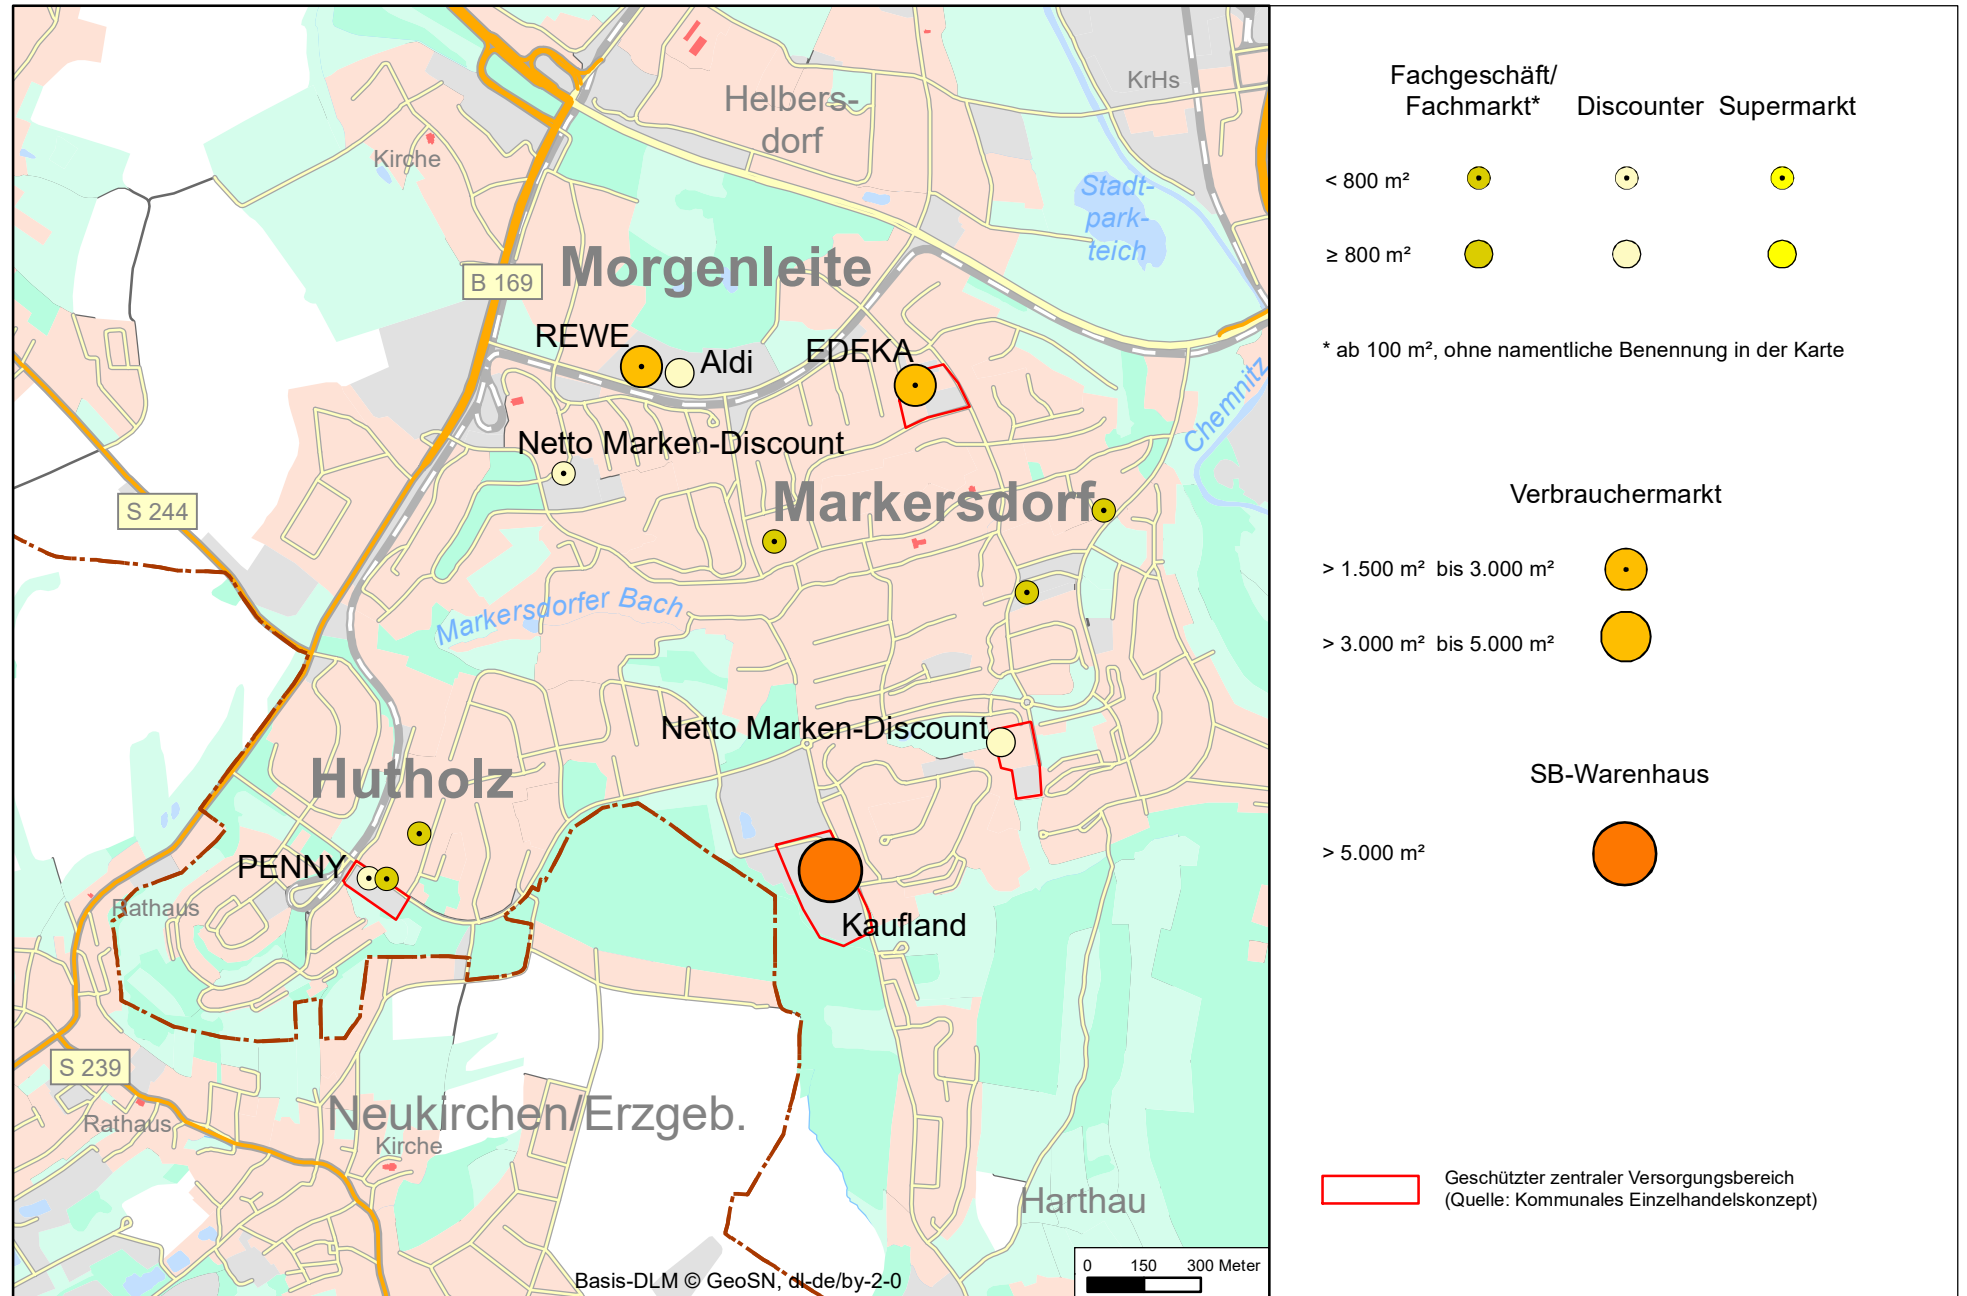 Helbers-
dorf
KrHs
Kirche
Stadt-
park-
teich
B 169
Morgenleite
REWE
Aldi
EDEKA
Chemnitz
Netto Marken-Discount
S 244
Markersdorf
Markersdorfer Bach
Netto Marken-Discount
Hutholz
PENNY
Rathaus
Kaufland
S 239
Rathaus
Neukirchen/Erzgeb.
Kirche
Harthau
Basis-DLM © GeoSN, dl-de/by-2-0
0 150 300 Meter
Fachgeschäft/
Fachmarkt* Discounter Supermarkt
< 800 m²
≥ 800 m²
* ab 100 m², ohne namentliche Benennung in der Karte
Verbrauchermarkt
> 1.500 m² bis 3.000 m²
> 3.000 m² bis 5.000 m²
SB-Warenhaus
> 5.000 m²
Geschützter zentraler Versorgungsbereich
(Quelle: Kommunales Einzelhandelskonzept)